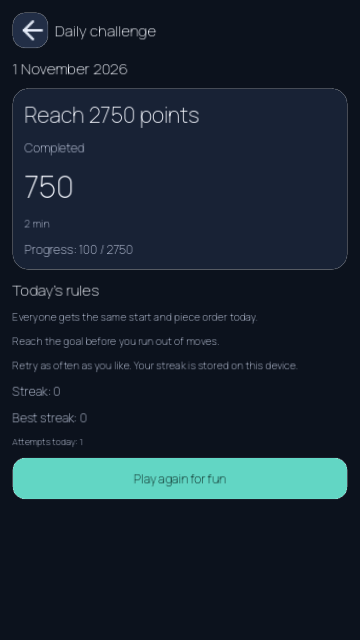 Daily challenge
1 November 2026
Reach 2750 points
Completed
750
2 min
Progress: 100 / 2750
Today's rules
Everyone gets the same start and piece order today.
Reach the goal before you run out of moves.
Retry as often as you like. Your streak is stored on this device.
Streak: 0
Best streak: 0
Attempts today: 1
Play again for fun